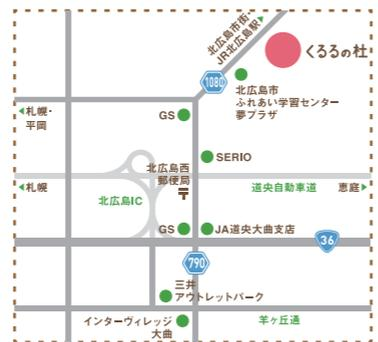 北広島市街・
JR北広島駅
くるるの杜
1080
北広島市
ふれあい学習センター
夢プラザ
札幌・
平岡
GS
SERIO
北広島西
郵便局
〒
札幌
道央自動車道
恵庭
北広島IC
GS
JA道央大曲支店
36
790
三井
アウトレットパーク
インターヴィレッジ
大曲
羊ヶ丘通